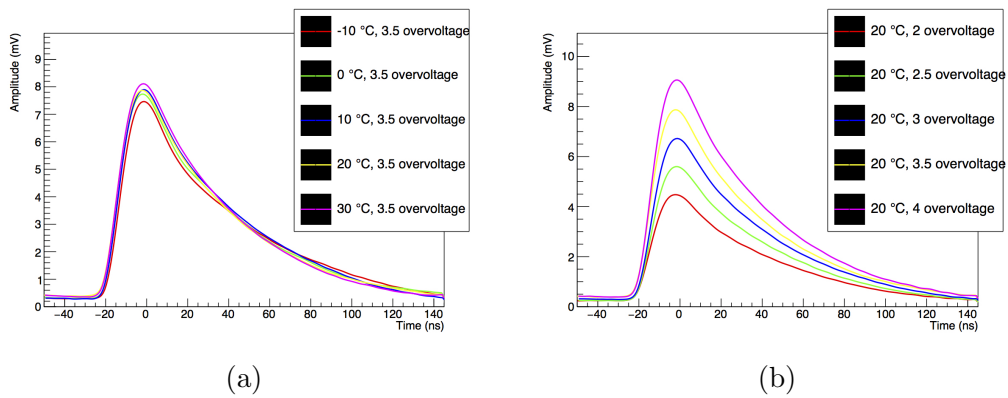 -10 °C, 3.5 overvoltage
0 °C, 3.5 overvoltage
10 °C, 3.5 overvoltage
20 °C, 3.5 overvoltage
30 °C, 3.5 overvoltage
Amplitude (mV)
9
8
7
6
5
4
3
2
1
0
−40 −20 0 20 40 60 80 100 120 140
Time (ns)
(a)
20 °C, 2 overvoltage
20 °C, 2.5 overvoltage
20 °C, 3 overvoltage
20 °C, 3.5 overvoltage
20 °C, 4 overvoltage
Amplitude (mV)
10
8
6
4
2
0
−40 −20 0 20 40 60 80 100 120 140
Time (ns)
(b)